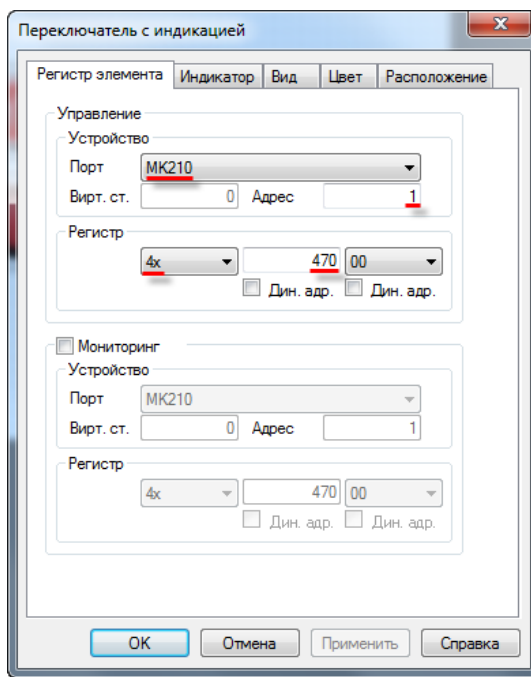 Переключатель с индикацией
Регистр элемента Индикатор Вид Цвет Расположение
Управление
Устройство
Порт МК210
Вирт. ст. 0 Адрес 1
Регистр
4x 470 00
Дин. адр. Дин. адр.
Мониторинг
Устройство
Порт МК210
Вирт. ст. 0 Адрес 1
Регистр
4x 470 00
Дин. адр. Дин. адр.
OK Отмена Применить Справка